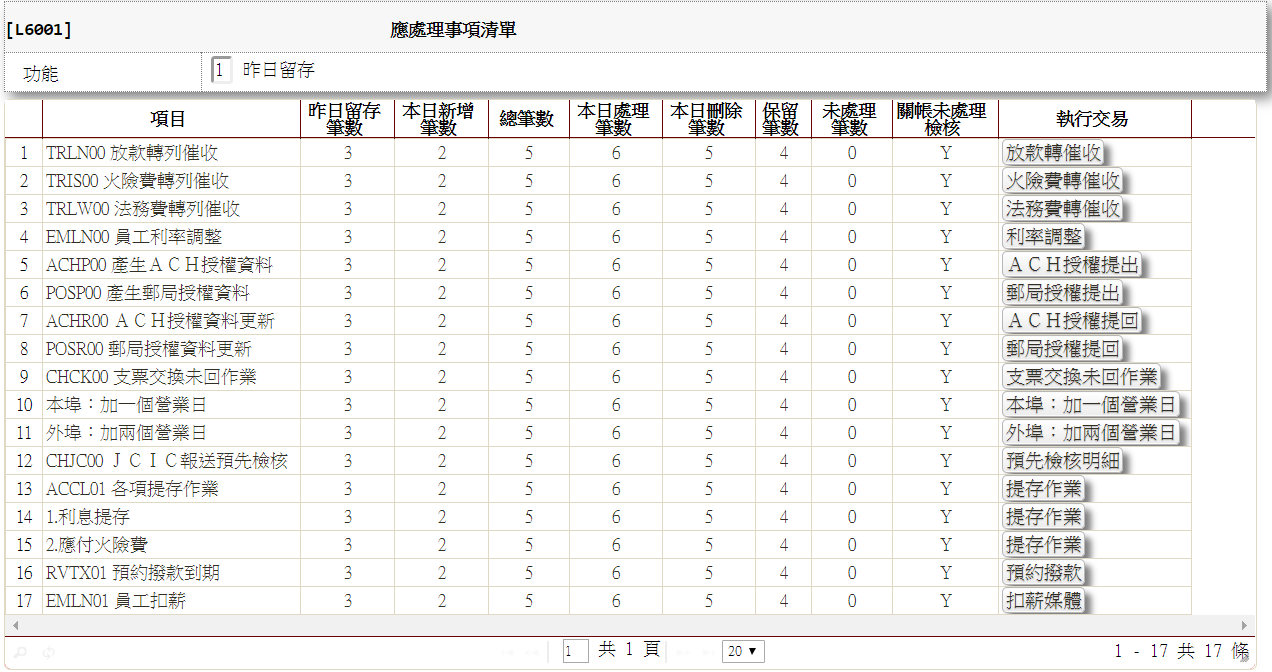 [L6001] 應處理事項清單
功能 1 昨日留存
項目 昨日留存筆數 本日新增筆數 總筆數 本日處理筆數 本日刪除筆數 保留筆數 未處理筆數 關帳未處理檢核 執行交易
1 TRLN00 放款轉列催收 3 2 5 6 5 4 0 Y 放款轉催收
2 TRIS00 火險費轉列催收 3 2 5 6 5 4 0 Y 火險費轉催收
3 TRLW00 法務費轉列催收 3 2 5 6 5 4 0 Y 法務費轉催收
4 EMLN00 員工利率調整 3 2 5 6 5 4 0 Y 利率調整
5 ACHP00 產生ＡＣＨ授權資料 3 2 5 6 5 4 0 Y ＡＣＨ授權提出
6 POSP00 產生郵局授權資料 3 2 5 6 5 4 0 Y 郵局授權提出
7 ACHR00 ＡＣＨ授權資料更新 3 2 5 6 5 4 0 Y ＡＣＨ授權提回
8 POSR00 郵局授權資料更新 3 2 5 6 5 4 0 Y 郵局授權提回
9 CHCK00 支票交換未回作業 3 2 5 6 5 4 0 Y 支票交換未回作業
10 本埠：加一個營業日 3 2 5 6 5 4 0 Y 本埠：加一個營業日
11 外埠：加兩個營業日 3 2 5 6 5 4 0 Y 外埠：加兩個營業日
12 CHJC00 ＪＣＩＣ報送預先檢核 3 2 5 6 5 4 0 Y 預先檢核明細
13 ACCL01 各項提存作業 3 2 5 6 5 4 0 Y 提存作業
14 1.利息提存 3 2 5 6 5 4 0 Y 提存作業
15 2.應付火險費 3 2 5 6 5 4 0 Y 提存作業
16 RVTX01 預約撥款到期 3 2 5 6 5 4 0 Y 預約撥款
17 EMLN01 員工扣薪 3 2 5 6 5 4 0 Y 扣薪媒體
1 共 1 頁 20 1 - 17 共 17 條